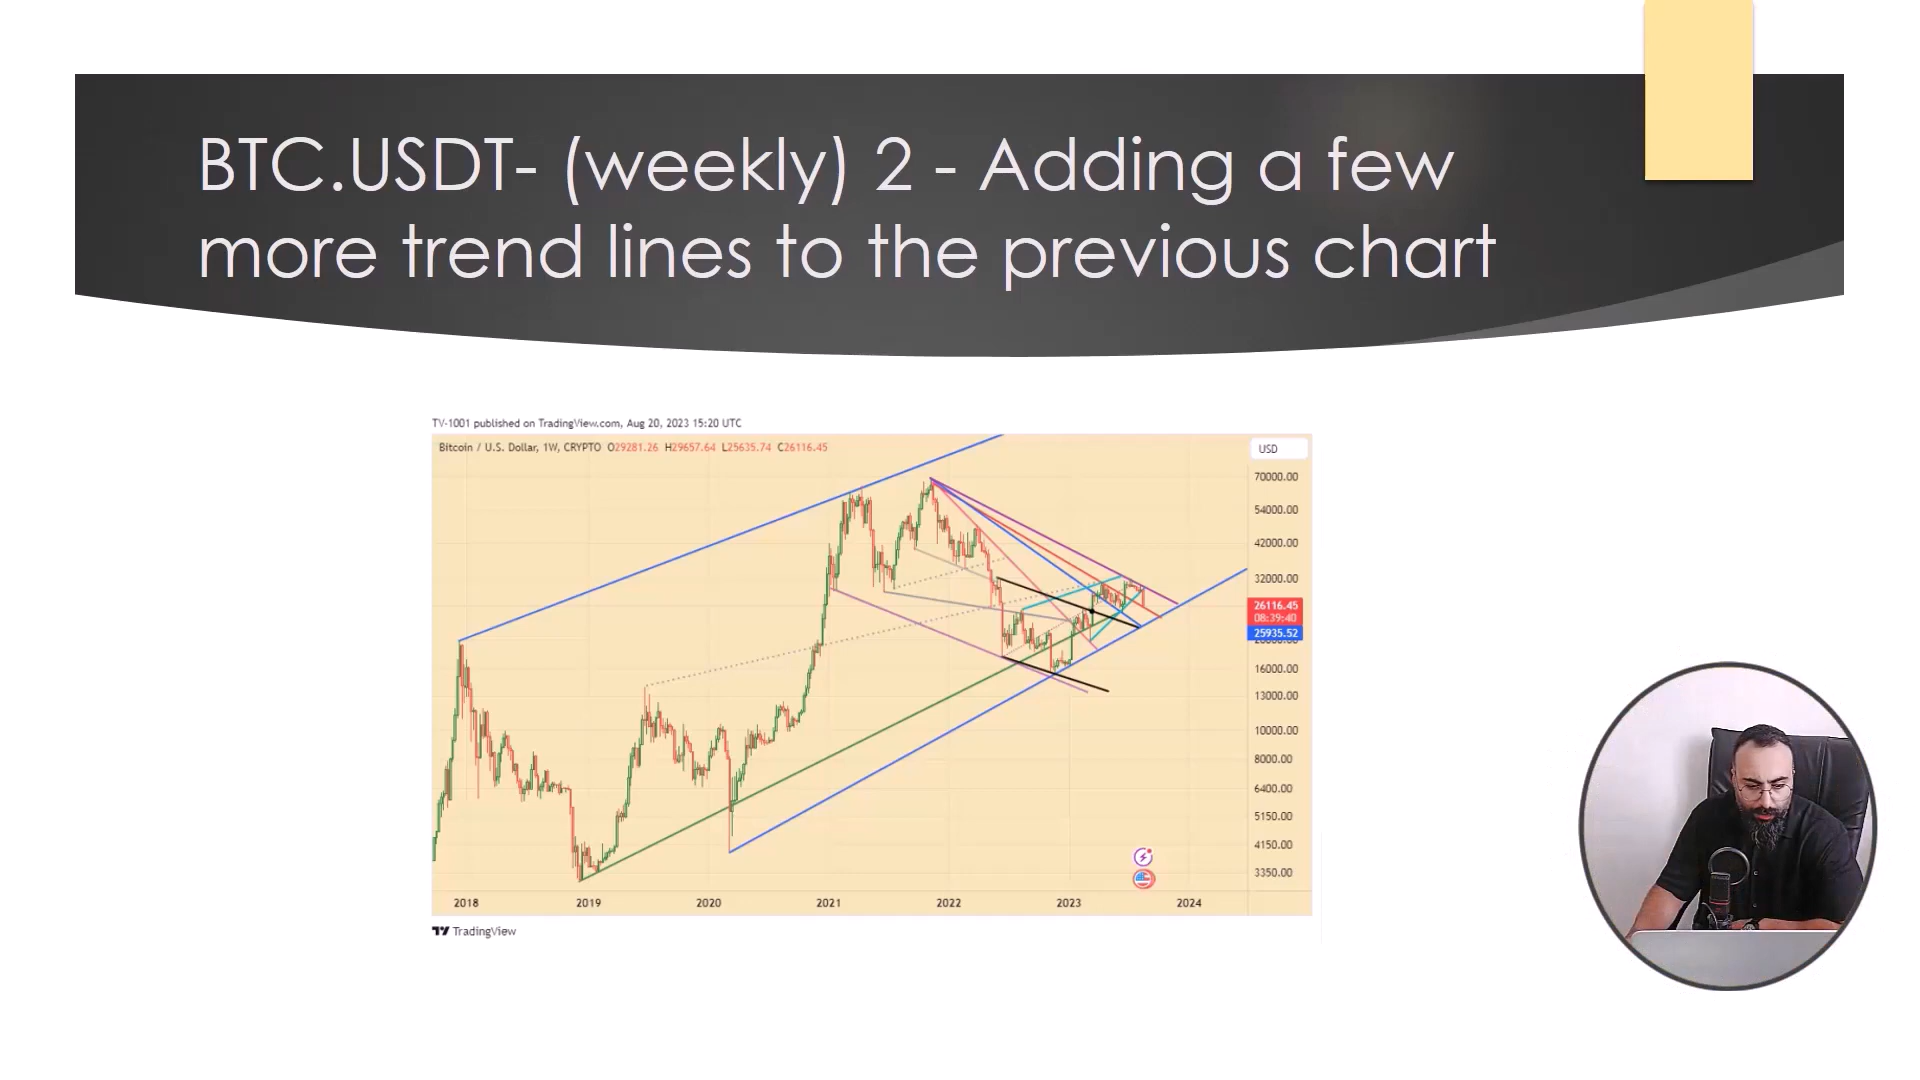 BTC.USDT- (weekly) 2 - Adding a few
more trend lines to the previous chart
TV-1001 published on TradingView.com, Aug 20, 2023 15:20 UTC
Bitcoin / U.S. Dollar, 1W, CRYPTO O29281.26 H29657.64 L25635.74 C26116.45
USD
70000.00
54000.00
42000.00
32000.00
26116.45
08:39:40
25935.52
16000.00
13000.00
10000.00
8000.00
6400.00
5150.00
4150.00
3350.00
2018 2019 2020 2021 2022 2023 2024
TradingView